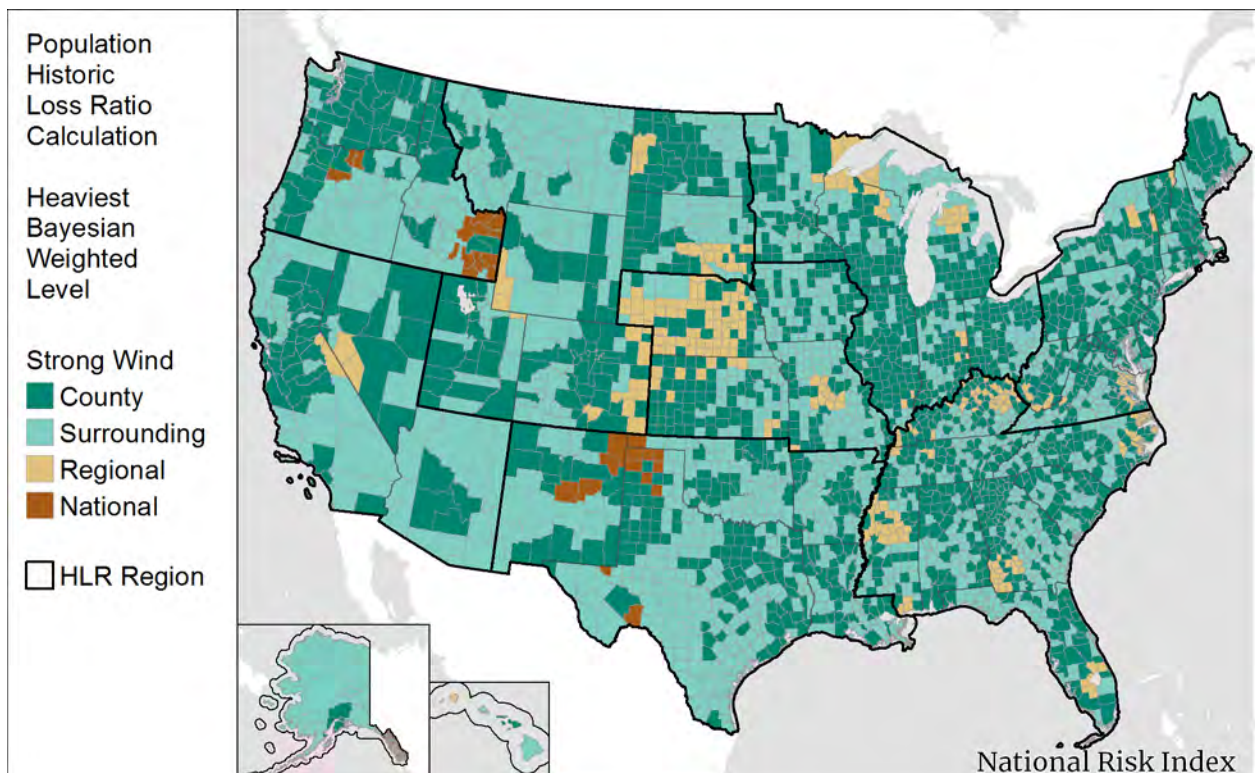 Population
Historic
Loss Ratio
Calculation
Heaviest
Bayesian
Weighted
Level
Strong Wind
County
Surrounding
Regional
National
HLR Region
National Risk Index